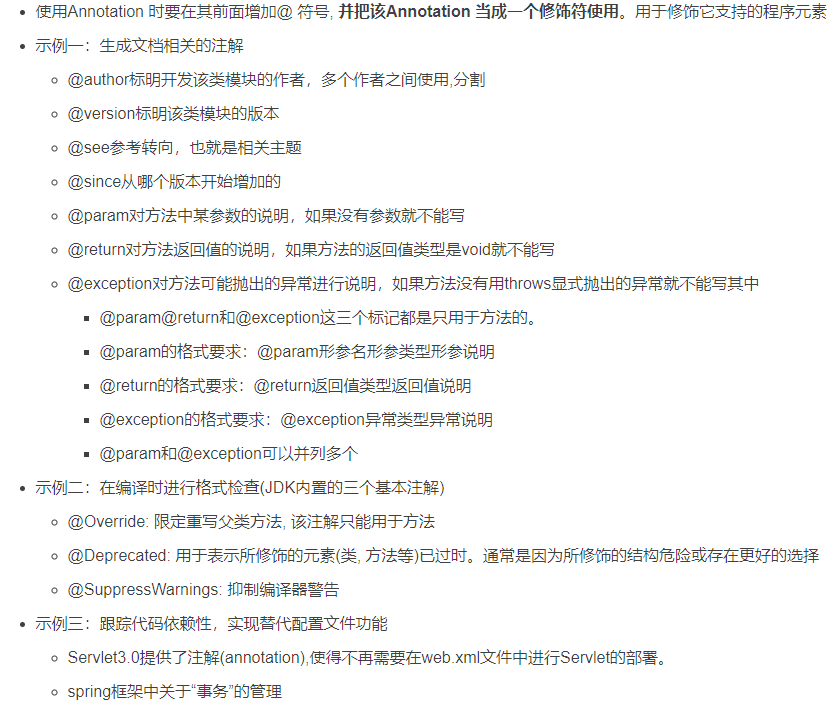 使用Annotation 时要在其前面增加@ 符号, 并把该Annotation 当成一个修饰符使用。用于修饰它支持的程序元素
示例一：生成文档相关的注解
@author标明开发该类模块的作者，多个作者之间使用,分割
@version标明该类模块的版本
@see参考转向，也就是相关主题
@since从哪个版本开始增加的
@param对方法中某参数的说明，如果没有参数就不能写
@return对方法返回值的说明，如果方法的返回值类型是void就不能写
@exception对方法可能抛出的异常进行说明，如果方法没有用throws显式抛出的异常就不能写其中
@param@return和@exception这三个标记都是只用于方法的。
@param的格式要求：@param形参名形参类型形参说明
@return的格式要求：@return返回值类型返回值说明
@exception的格式要求：@exception异常类型异常说明
@param和@exception可以并列多个
示例二：在编译时进行格式检查(JDK内置的三个基本注解)
@Override: 限定重写父类方法, 该注解只能用于方法
@Deprecated: 用于表示所修饰的元素(类, 方法等)已过时。通常是因为所修饰的结构危险或存在更好的选择
@SuppressWarnings: 抑制编译器警告
示例三：跟踪代码依赖性，实现替代配置文件功能
Servlet3.0提供了注解(annotation),使得不再需要在web.xml文件中进行Servlet的部署。
spring框架中关于“事务”的管理